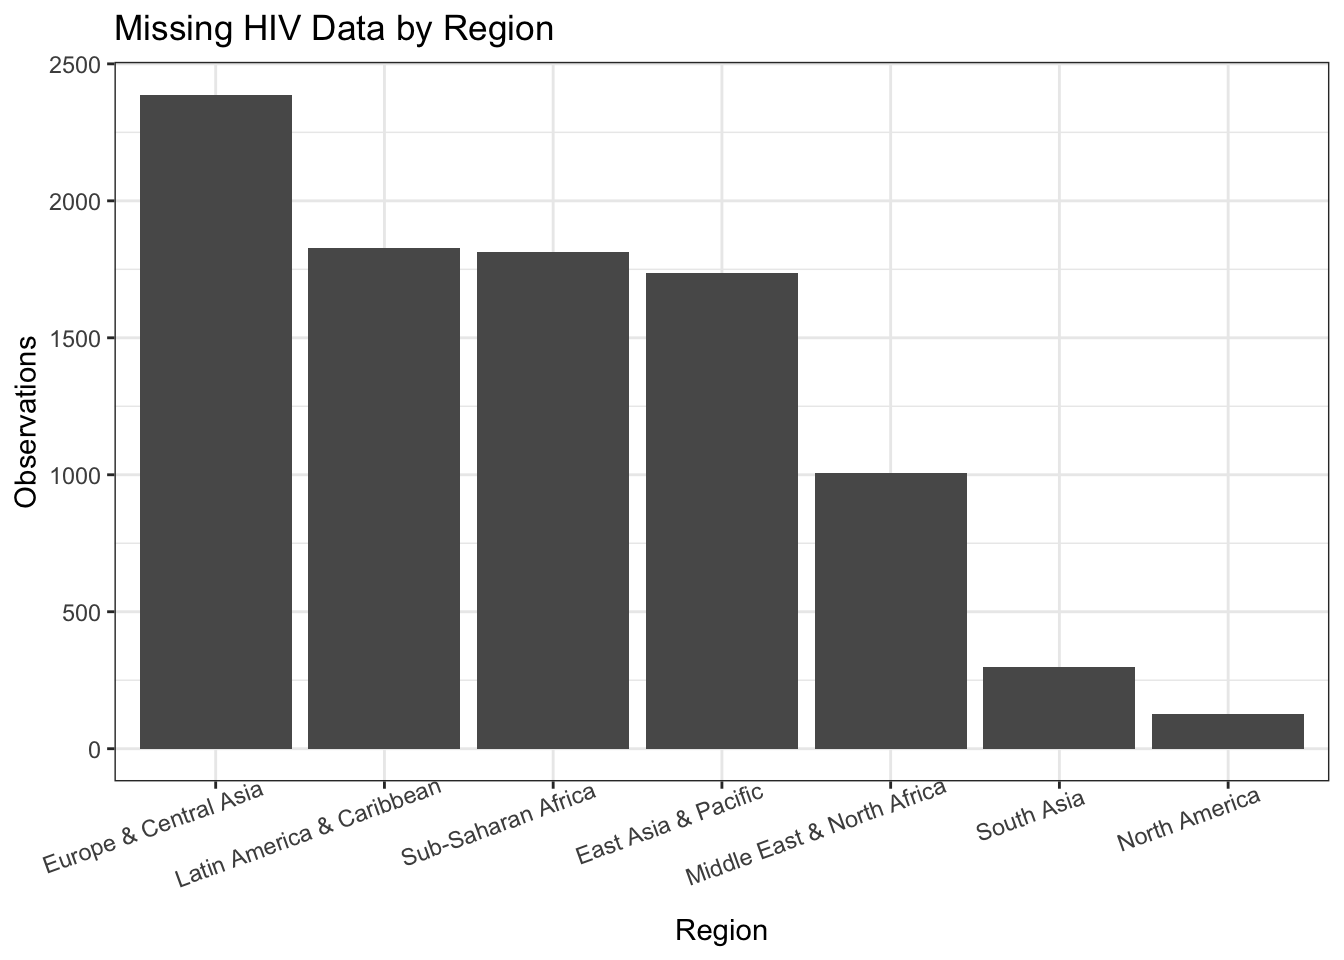 Missing HIV Data by Region
2500
2000
1500
1000
500
0
Observations
Europe & Central Asia
Latin America & Caribbean
Sub-Saharan Africa
East Asia & Pacific
Middle East & North Africa
South Asia
North America
Region